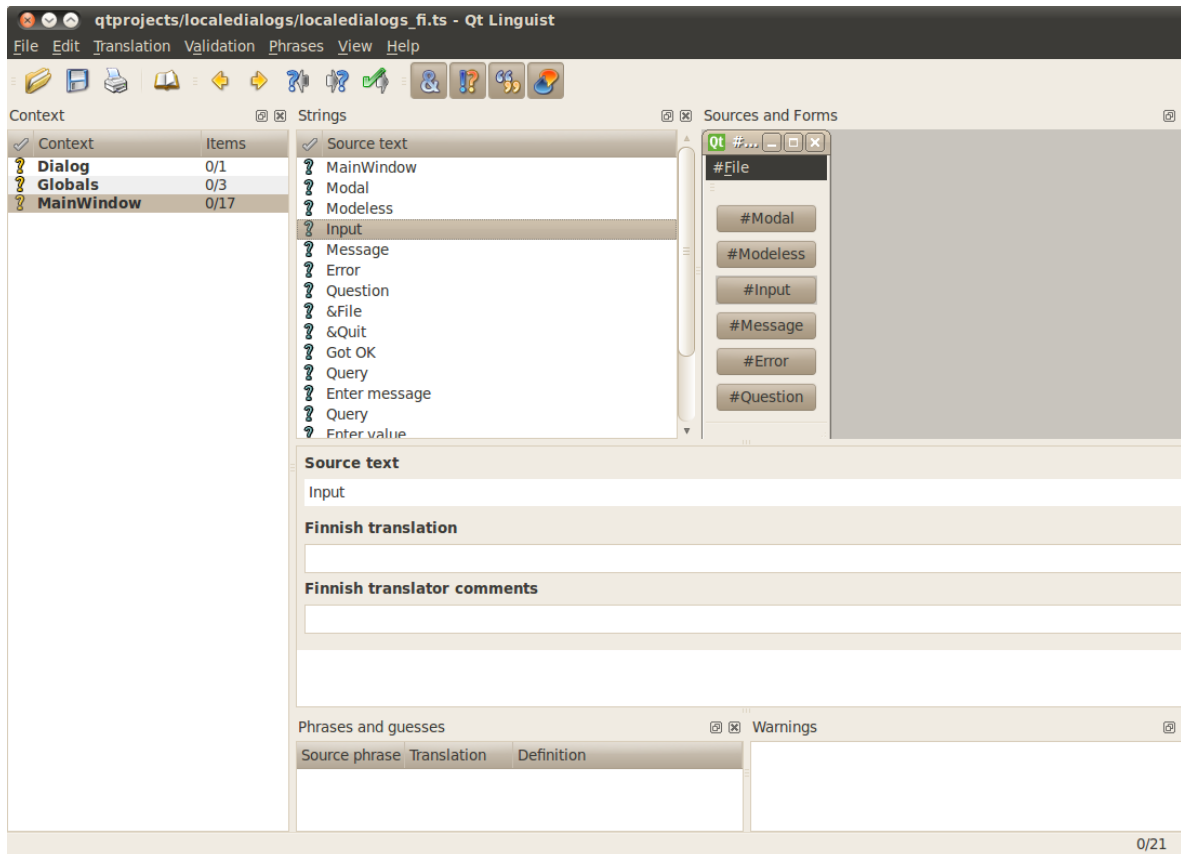 qtprojects/localedialogs/localedialogs_fi.ts - Qt Linguist
File Edit Translation Validation Phrases View Help
Context
Context Items
Dialog 0/1
Globals 0/3
MainWindow 0/17
Strings
Source text
MainWindow
Modal
Modeless
Input
Message
Error
Question
&File
&Quit
Got OK
Query
Enter message
Query
Enter value
Sources and Forms
Qt #...
#File
#Modal
#Modeless
#Input
#Message
#Error
#Question
Source text
Input
Finnish translation
Finnish translator comments
Phrases and guesses
Source phrase Translation Definition
Warnings
0/21